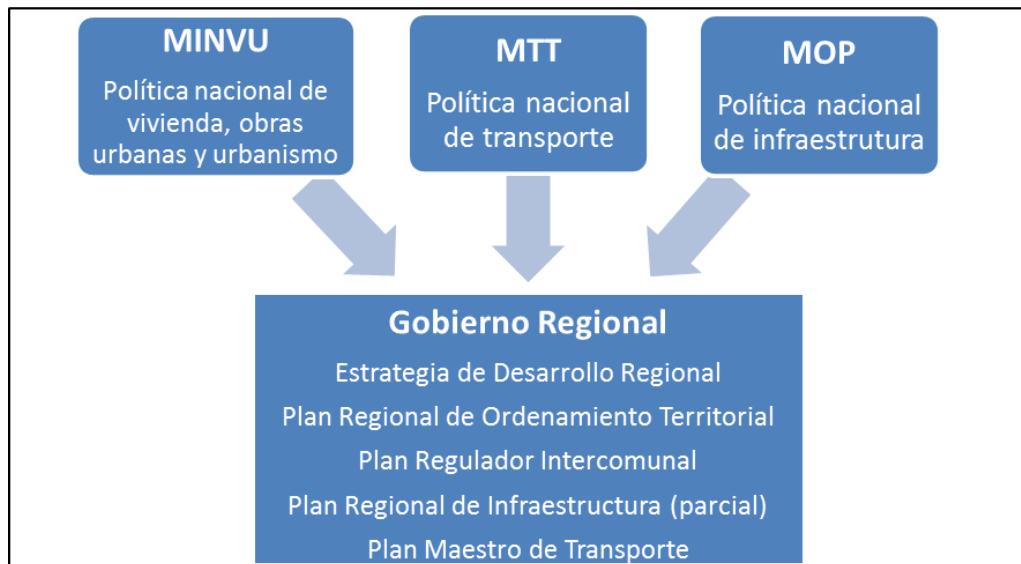 MINVU
Política nacional de
vivienda, obras
urbanas y urbanismo
MTT
Política nacional
de transporte
MOP
Política nacional
de infraestrutura
Gobierno Regional
Estrategia de Desarrollo Regional
Plan Regional de Ordenamiento Territorial
Plan Regulador Intercomunal
Plan Regional de Infraestructura (parcial)
Plan Maestro de Transporte